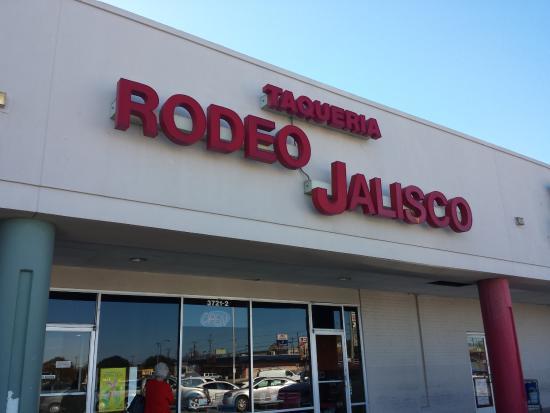 TAQUERIA
RODEO
JALISCO
3721-2
OPEN